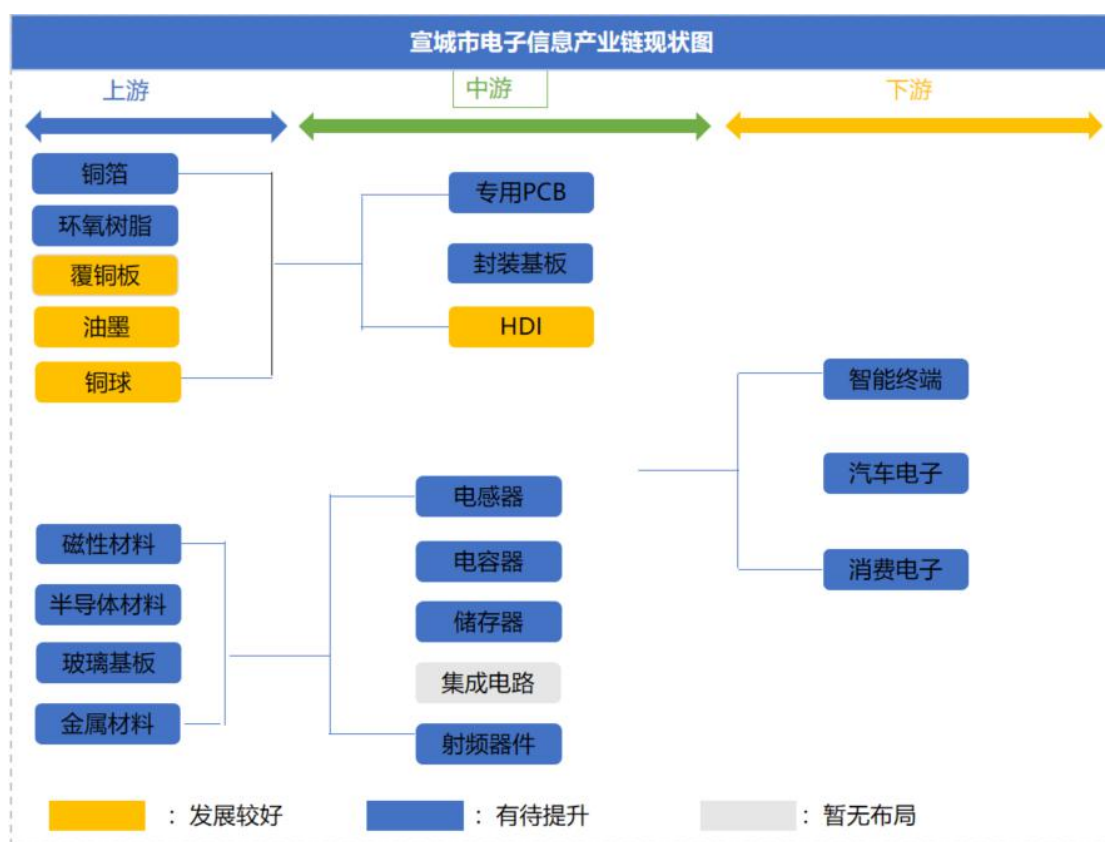 宣城市电子信息产业链现状图
上游
中游
下游
铜箔
环氧树脂
覆铜板
油墨
铜球
专用PCB
封装基板
HDI
磁性材料
半导体材料
玻璃基板
金属材料
电感器
电容器
储存器
集成电路
射频器件
智能终端
汽车电子
消费电子
：发展较好
：有待提升
：暂无布局